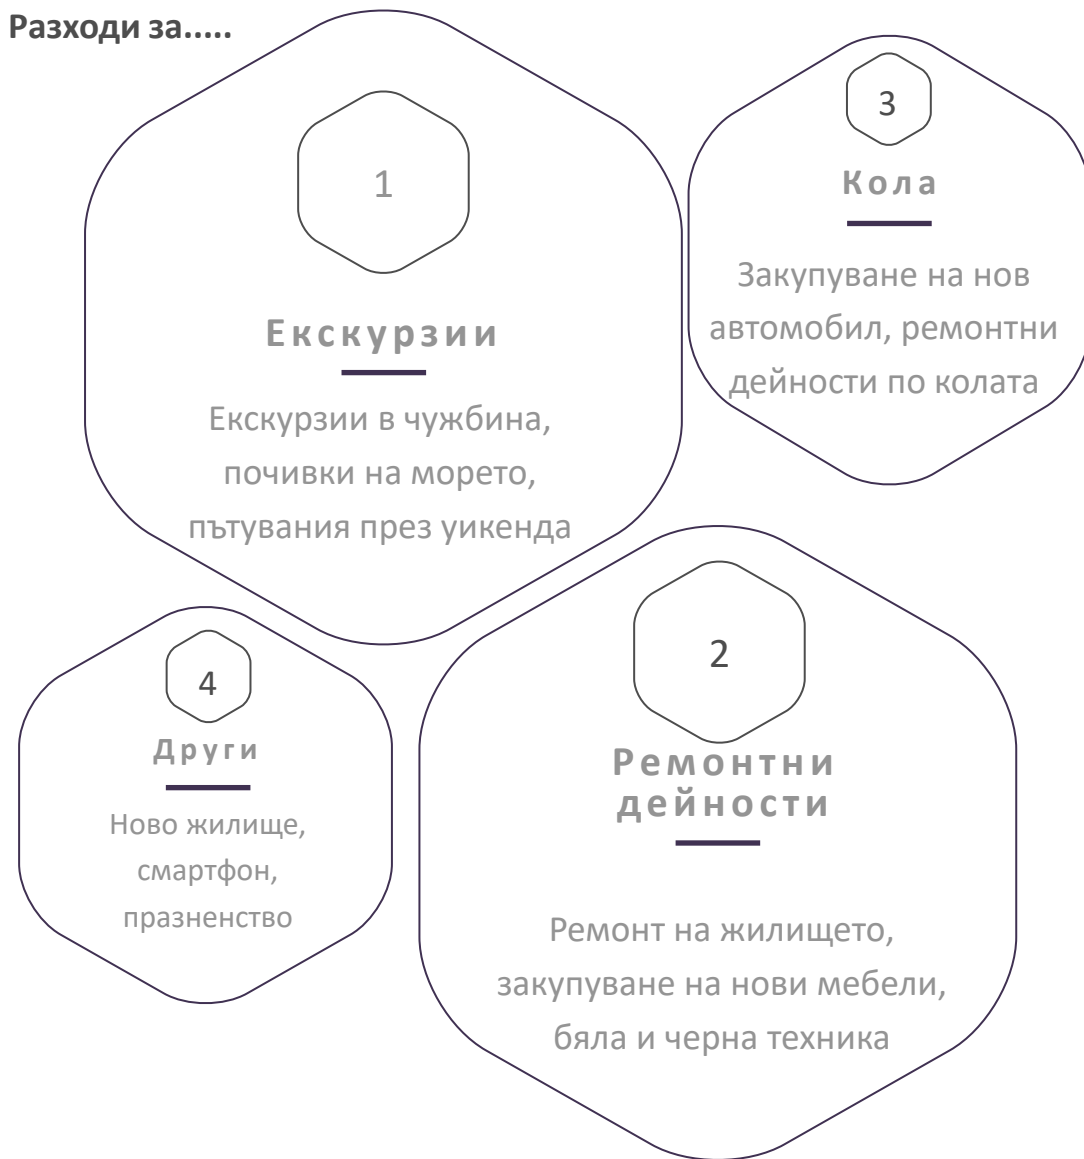 Разходи за.....
1
Екскурзии
Екскурзии в чужбина,
почивки на морето,
пътувания през уикенда
2
Ремонтни
дейности
Ремонт на жилището,
закупуване на нови мебели,
бяла и черна техника
3
Кола
Закупуване на нов
автомобил, ремонтни
дейности по колата
4
Други
Ново жилище,
смартфон,
празненство